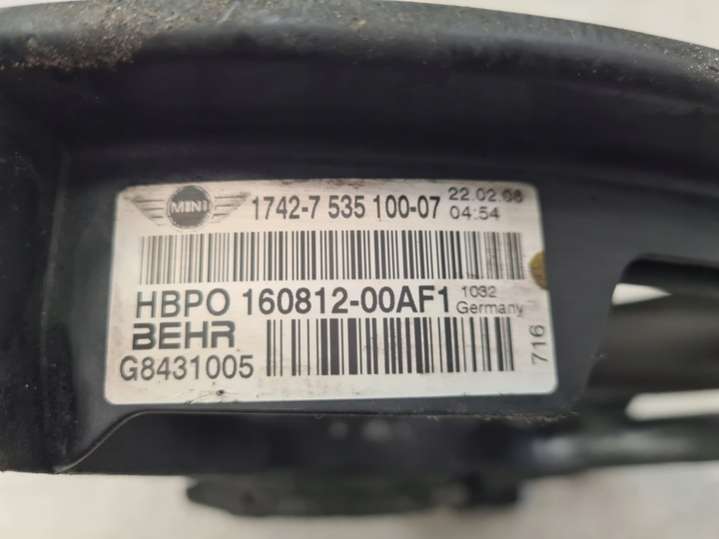 MINI 1742-7 535 100-07 22.02.08
04:54
HBPO 160812-00AF1 1032
Germany
BEHR
G8431005
716